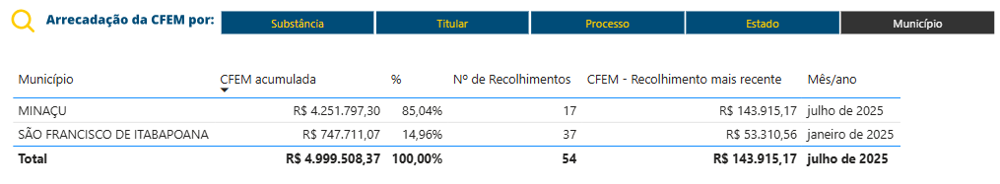 Arrecadação da CFEM por: Substância Titular Processo Estado Município
Município CFEM acumulada % Nº de Recolhimentos CFEM - Recolhimento mais recente Mês/ano
MINAÇU R$ 4.251.797,30 85,04% 17 R$ 143.915,17 julho de 2025
SÃO FRANCISCO DE ITABAPOANA R$ 747.711,07 14,96% 37 R$ 53.310,56 janeiro de 2025
Total R$ 4.999.508,37 100,00% 54 R$ 143.915,17 julho de 2025